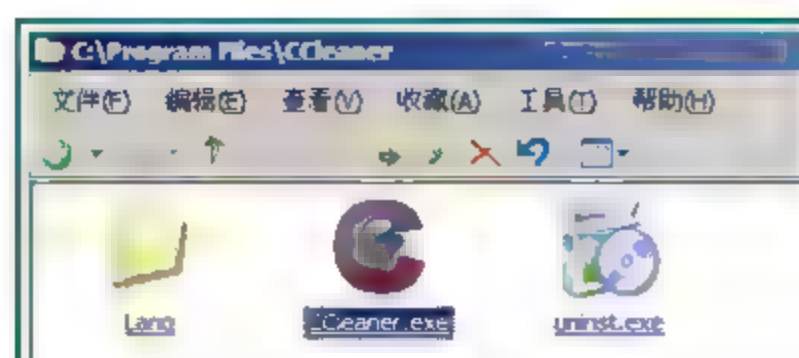 C:\Program Files\CCleaner
文件(F) 编辑(E) 查看(V) 收藏(A) 工具(T) 帮助(H)
Lang CCleaner.exe uninst.exe